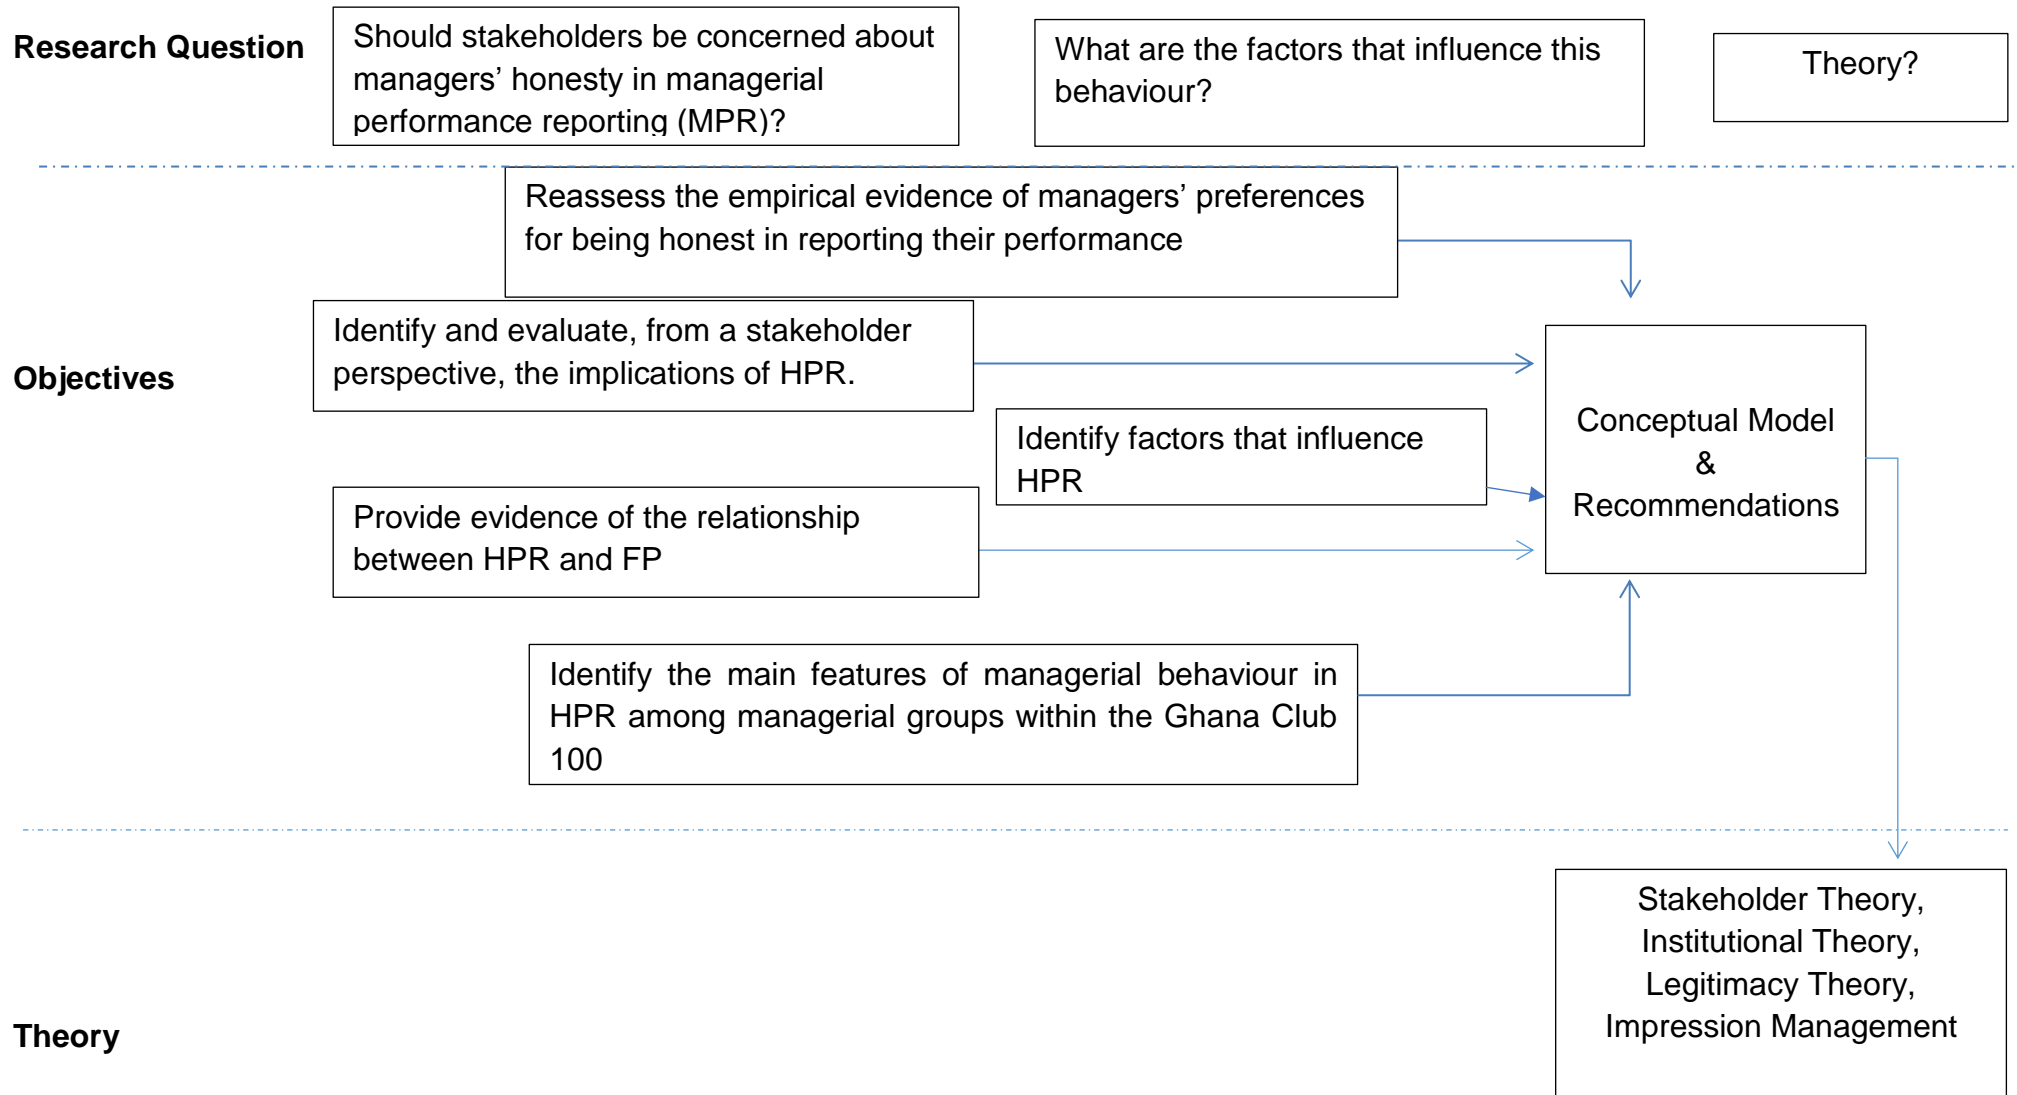 Research Question
Should stakeholders be concerned about
managers’ honesty in managerial
performance reporting (MPR)?
What are the factors that influence this
behaviour?
Theory?
Reassess the empirical evidence of managers’ preferences
for being honest in reporting their performance
Identify and evaluate, from a stakeholder
perspective, the implications of HPR.
Objectives
Identify factors that influence
HPR
Conceptual Model
&
Recommendations
Provide evidence of the relationship
between HPR and FP
Identify the main features of managerial behaviour in
HPR among managerial groups within the Ghana Club
100
Theory
Stakeholder Theory,
Institutional Theory,
Legitimacy Theory,
Impression Management